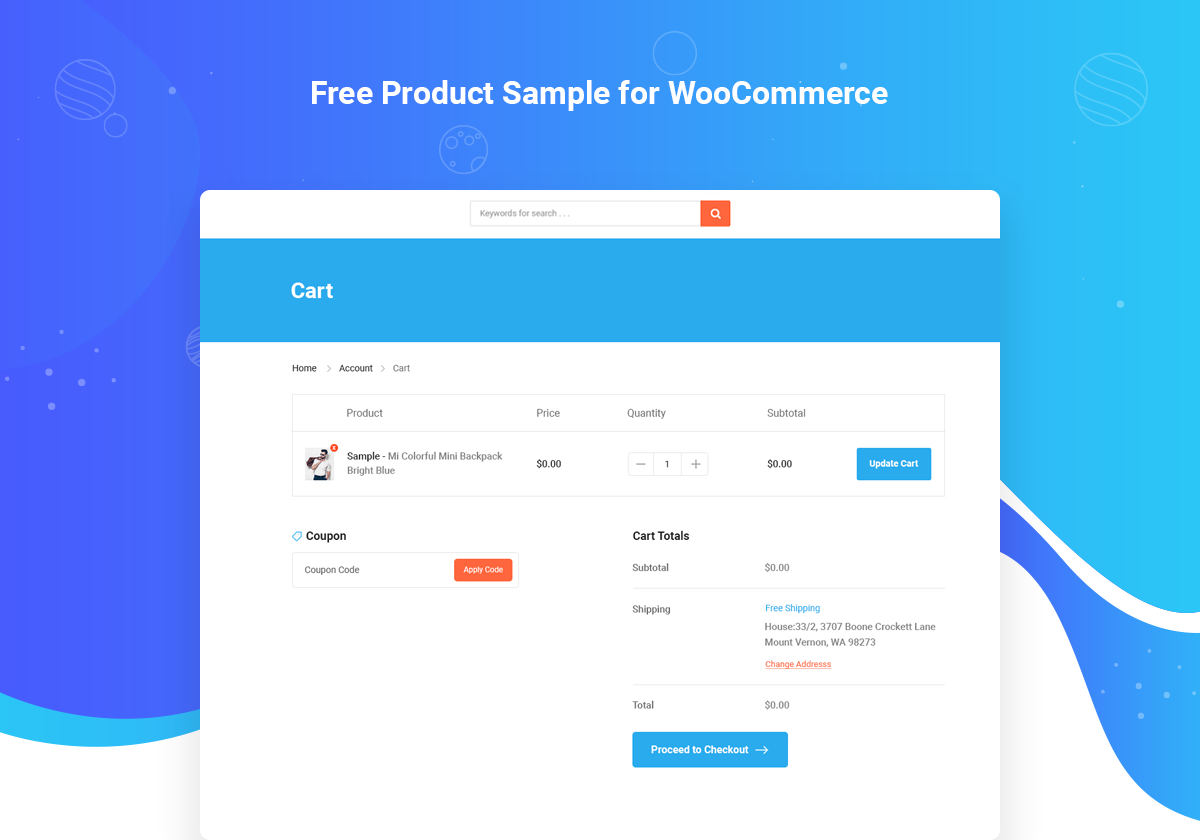 Free Product Sample for WooCommerce
Keywords for search . . .
Cart
Home Account Cart
Product Price Quantity Subtotal
Sample - Mi Colorful Mini Backpack
Bright Blue
$0.00 1 $0.00 Update Cart
Coupon
Coupon Code Apply Code
Cart Totals
Subtotal $0.00
Shipping Free Shipping
House:33/2, 3707 Boone Crockett Lane
Mount Vernon, WA 98273
Change Addresss
Total $0.00
Proceed to Checkout